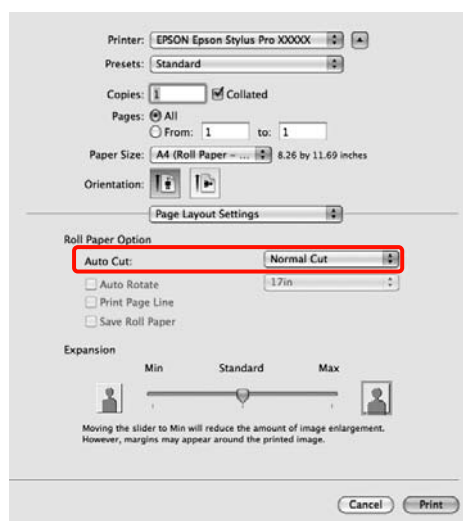 Printer: EPSON Epson Stylus Pro XXXXX
Presets: Standard
Copies: 1 Collated
Pages: All
From: 1 to: 1
Paper Size: A4 (Roll Paper – ... 8.26 by 11.69 inches
Orientation:
Page Layout Settings
Roll Paper Option
Auto Cut: Normal Cut
Auto Rotate 17in
Print Page Line
Save Roll Paper
Expansion
Min Standard Max
Moving the slider to Min will reduce the amount of image enlargement.
However, margins may appear around the printed image.
Cancel Print